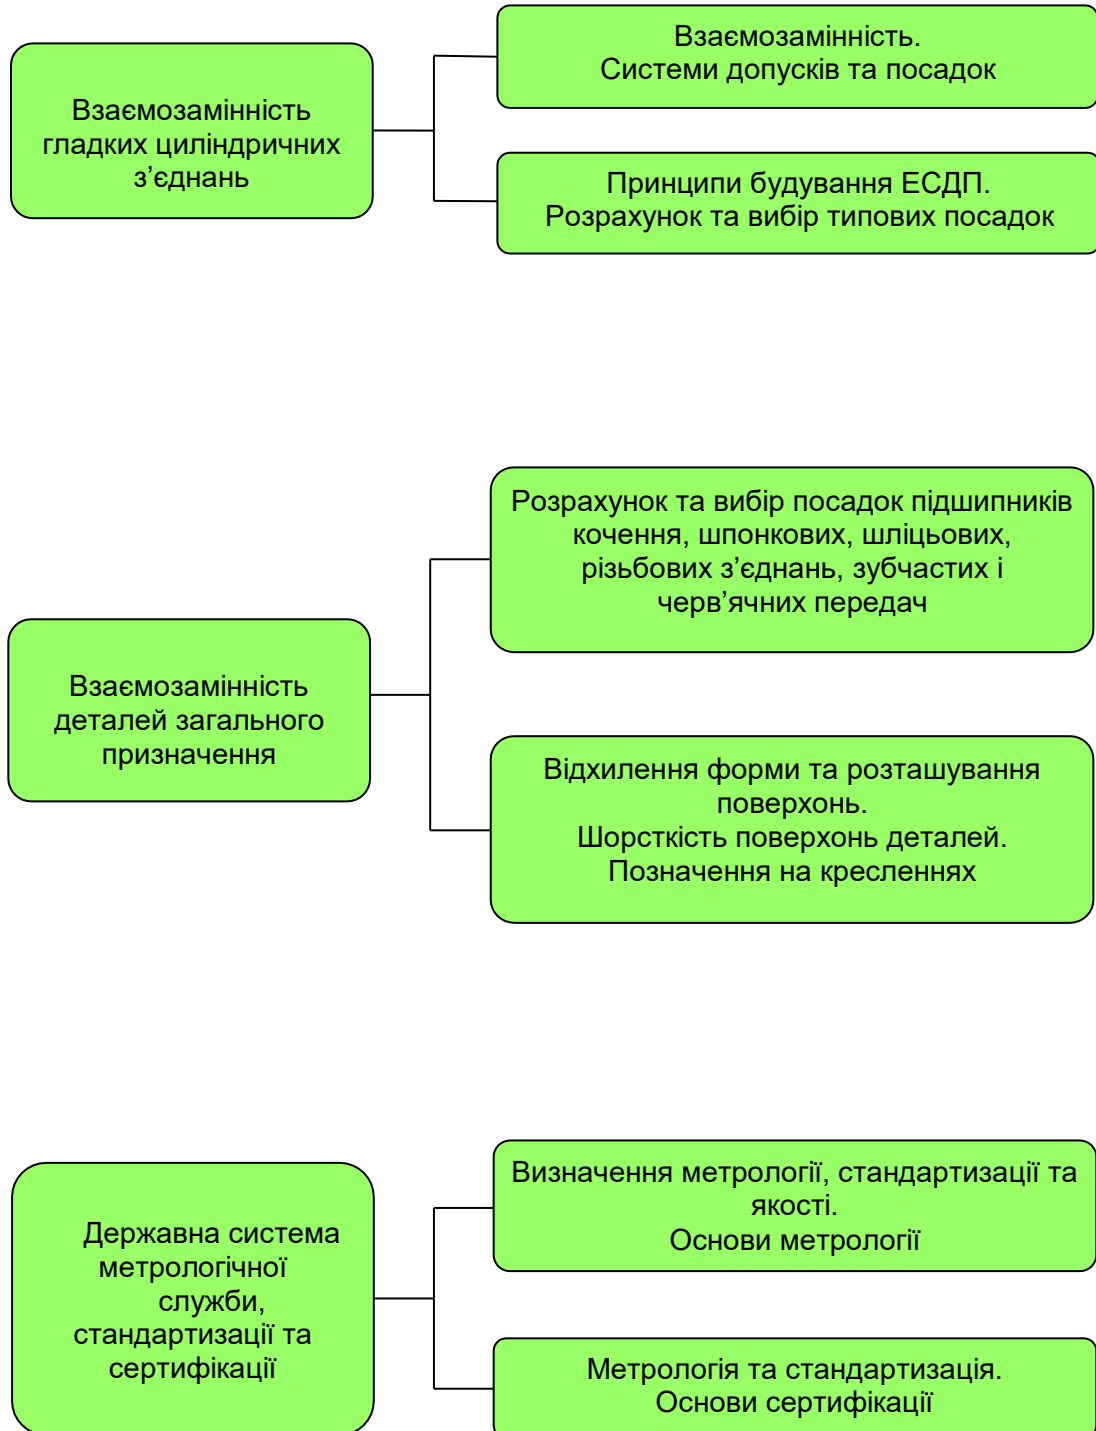 Взаємозамінність
гладких циліндричних
з’єднань
Взаємозамінність.
Системи допусків та посадок
Принципи будування ЕСДП.
Розрахунок та вибір типових посадок
Взаємозамінність
деталей загального
призначення
Розрахунок та вибір посадок підшипників
кочення, шпонкових, шліцьових,
різьбових з’єднань, зубчастих і
черв’ячних передач
Відхилення форми та розташування
поверхонь.
Шорсткість поверхонь деталей.
Позначення на кресленнях
Державна система
метрологічної
служби,
стандартизації та
сертифікації
Визначення метрології, стандартизації та
якості.
Основи метрології
Метрологія та стандартизація.
Основи сертифікації